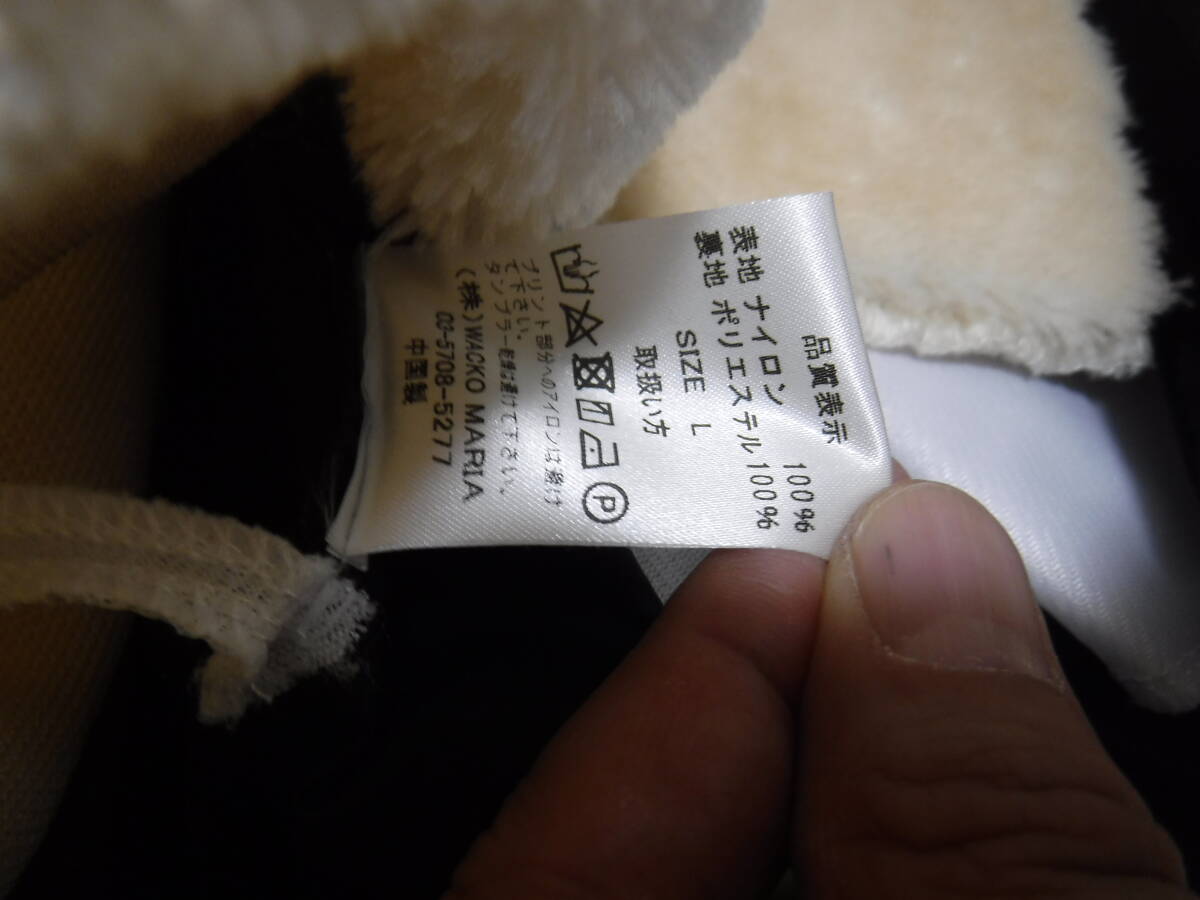 品質表示
表地 ナイロン 100%
裏地 ポリエステル 100%
SIZE L
取扱い方
P
プリント部分へのアイロンは避け
て下さい。
タンブラー乾燥は避けて下さい。
(株)WACKO MARIA
03-5708-5277
中国製